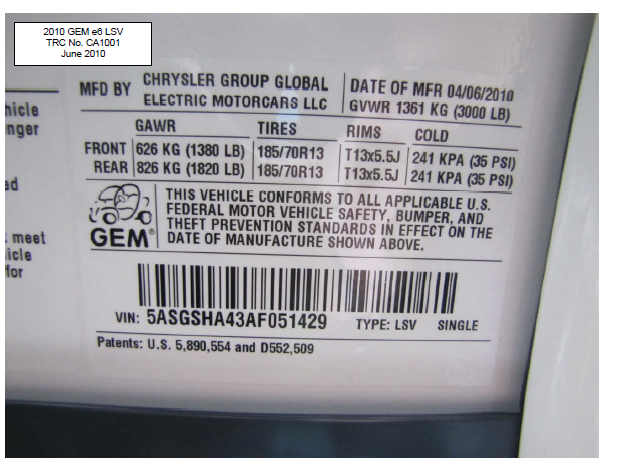 2010 GEM e6 LSV
TRC No. CA1001
June 2010
MFD BY CHRYSLER GROUP GLOBAL ELECTRIC MOTORCARS LLC
DATE OF MFR 04/06/2010
GVWR 1361 KG (3000 LB)
GAWR TIRES RIMS COLD
FRONT 626 KG (1380 LB) 185/70R13 T13x5.5J 241 KPA (35 PSI)
REAR 826 KG (1820 LB) 185/70R13 T13x5.5J 241 KPA (35 PSI)
GEM®
THIS VEHICLE CONFORMS TO ALL APPLICABLE U.S.
FEDERAL MOTOR VEHICLE SAFETY, BUMPER, AND
THEFT PREVENTION STANDARDS IN EFFECT ON THE
DATE OF MANUFACTURE SHOWN ABOVE.
VIN: 5ASGSHA43AF051429 TYPE: LSV SINGLE
Patents: U.S. 5,890,554 and D552,509
meet
for